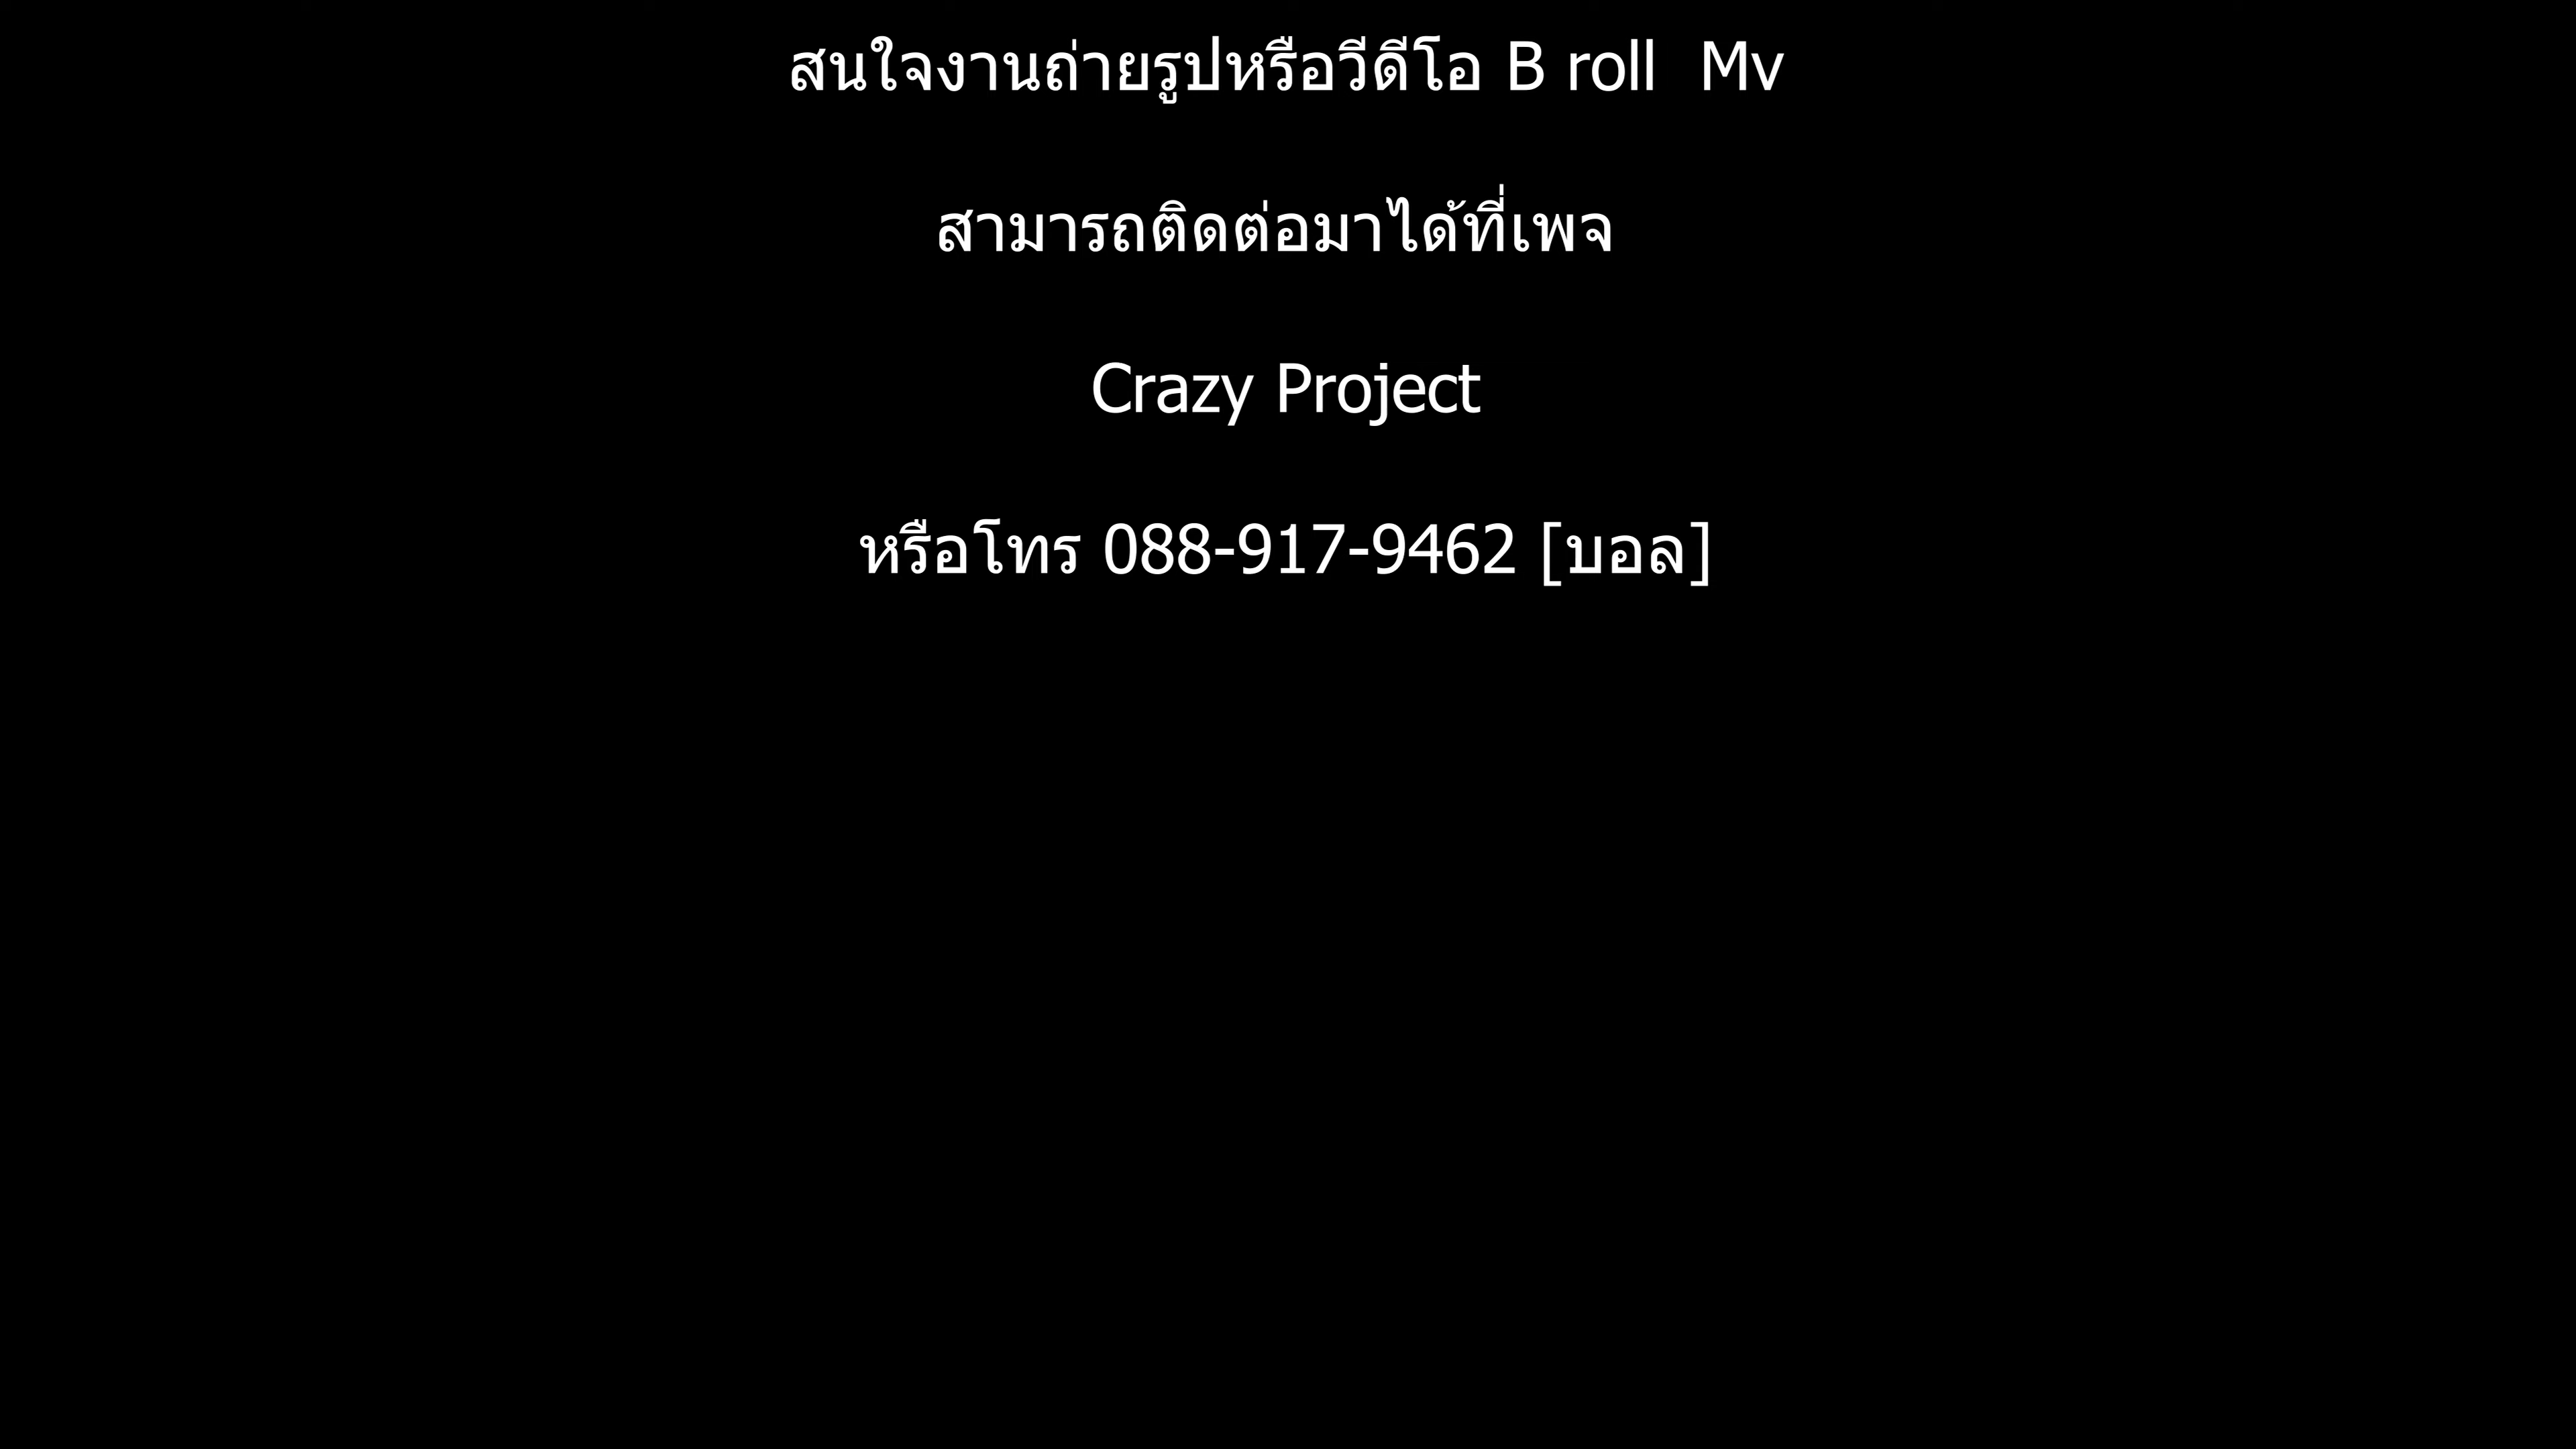 สนใจงานถ่ายรูปหรือวีดีโอ B roll  Mv
สามารถติดต่อมาได้ที่เพจ
Crazy Project
หรือโทร 088-917-9462 [บอล]